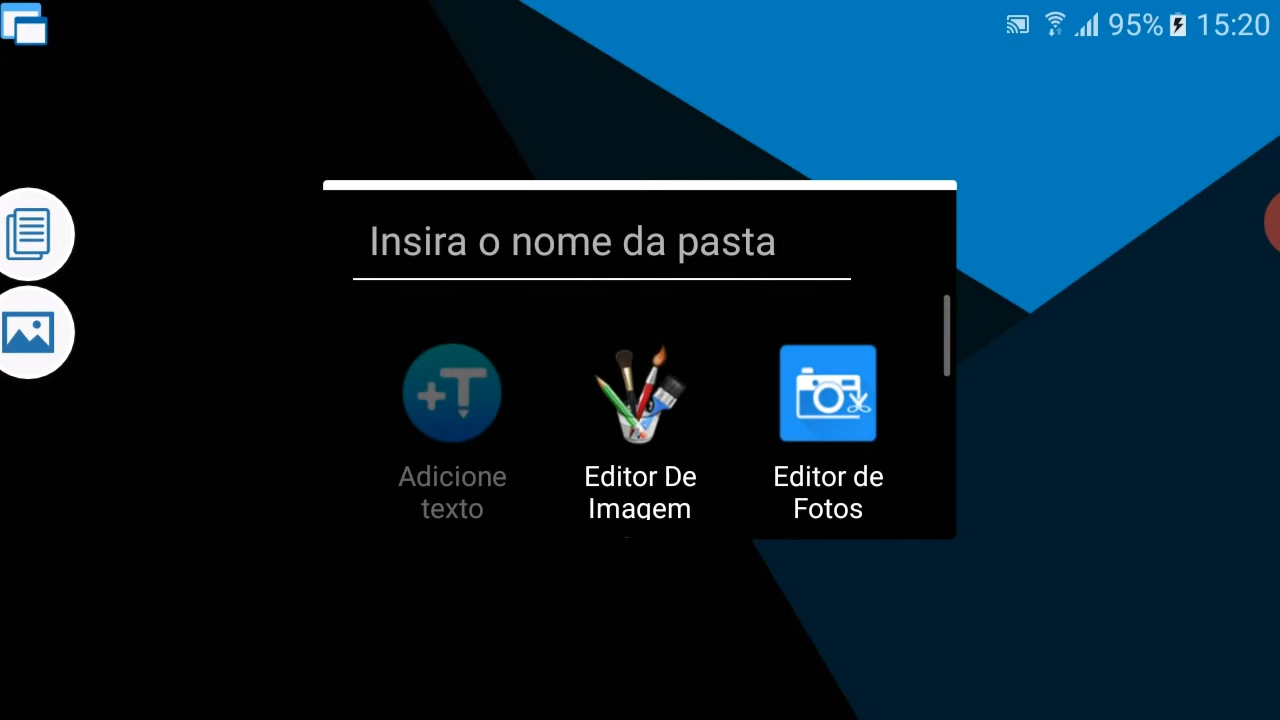 95% 15:20
Insira o nome da pasta
+T
Adicione
texto
Editor De
Imagem
Editor de
Fotos